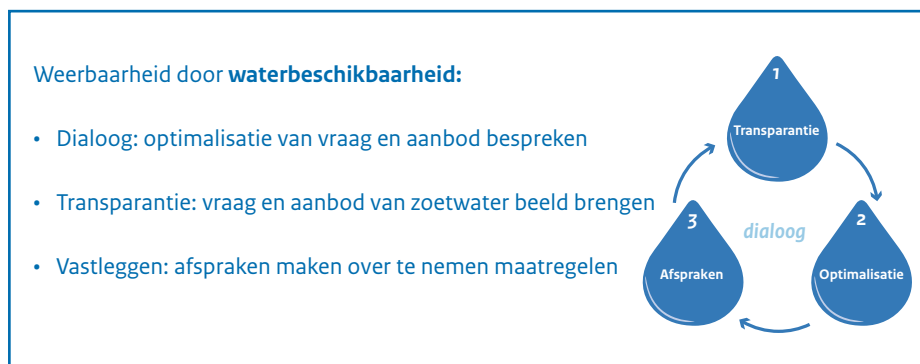 Weerbaarheid door waterbeschikbaarheid:
• Dialoog: optimalisatie van vraag en aanbod bespreken
• Transparantie: vraag en aanbod van zoetwater beeld brengen
• Vastleggen: afspraken maken over te nemen maatregelen
1
Transparantie
dialoog
2
Optimalisatie
3
Afspraken